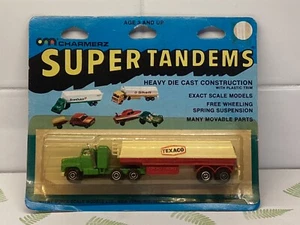 AGE 3 AND UP
CHARMERZ
SUPER TANDEMS
HEAVY DIE CAST CONSTRUCTION
WITH PLASTIC TRIM
EXACT SCALE MODELS
FREE WHEELING
SPRING SUSPENSION
MANY MOVABLE PARTS
TEXACO